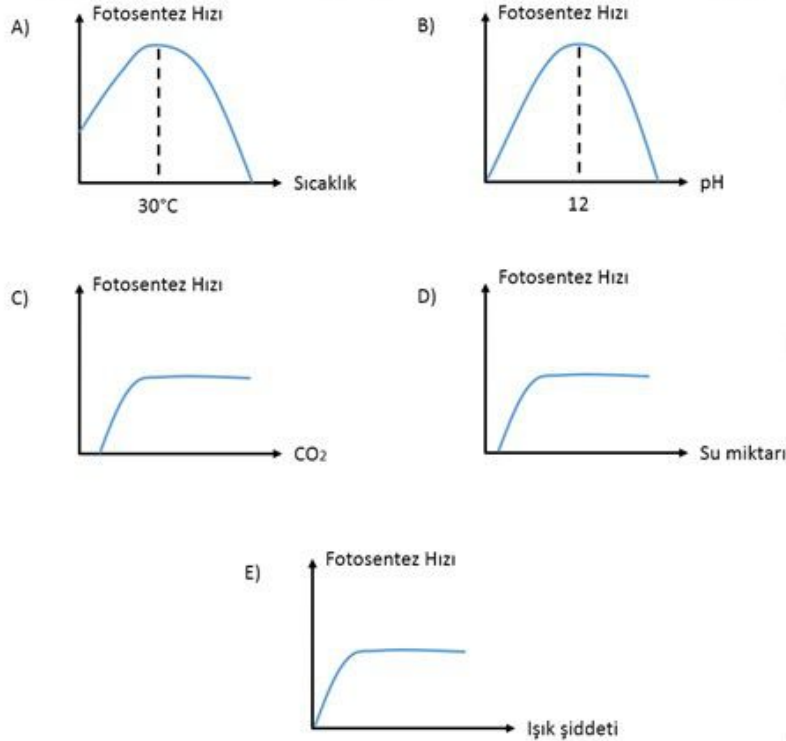 A)
Fotosentez Hızı
Sıcaklık
30°C
B)
Fotosentez Hızı
pH
12
C)
Fotosentez Hızı
CO₂
D)
Fotosentez Hızı
Su miktarı
E)
Fotosentez Hızı
Işık şiddeti